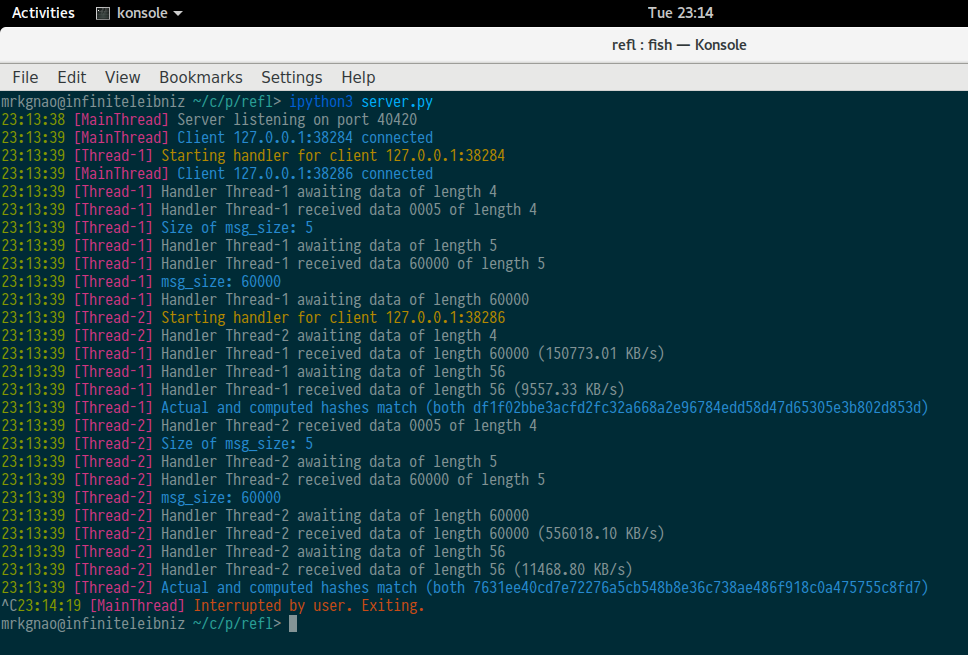 Activities konsole Tue 23:14
refl : fish — Konsole
File Edit View Bookmarks Settings Help
mrkgnao@infiniteleibniz ~/c/p/refl> ipython3 server.py
23:13:38 [MainThread] Server listening on port 40420
23:13:39 [MainThread] Client 127.0.0.1:38284 connected
23:13:39 [Thread-1] Starting handler for client 127.0.0.1:38284
23:13:39 [MainThread] Client 127.0.0.1:38286 connected
23:13:39 [Thread-1] Handler Thread-1 awaiting data of length 4
23:13:39 [Thread-1] Handler Thread-1 received data 0005 of length 4
23:13:39 [Thread-1] Size of msg_size: 5
23:13:39 [Thread-1] Handler Thread-1 awaiting data of length 5
23:13:39 [Thread-1] Handler Thread-1 received data 60000 of length 5
23:13:39 [Thread-1] msg_size: 60000
23:13:39 [Thread-1] Handler Thread-1 awaiting data of length 60000
23:13:39 [Thread-2] Starting handler for client 127.0.0.1:38286
23:13:39 [Thread-2] Handler Thread-2 awaiting data of length 4
23:13:39 [Thread-1] Handler Thread-1 received data of length 60000 (150773.01 KB/s)
23:13:39 [Thread-1] Handler Thread-1 awaiting data of length 56
23:13:39 [Thread-1] Handler Thread-1 received data of length 56 (9557.33 KB/s)
23:13:39 [Thread-1] Actual and computed hashes match (both df1f02bbe3acfd2fc32a668a2e96784edd58d47d65305e3b802d853d)
23:13:39 [Thread-2] Handler Thread-2 received data 0005 of length 4
23:13:39 [Thread-2] Size of msg_size: 5
23:13:39 [Thread-2] Handler Thread-2 awaiting data of length 5
23:13:39 [Thread-2] Handler Thread-2 received data 60000 of length 5
23:13:39 [Thread-2] msg_size: 60000
23:13:39 [Thread-2] Handler Thread-2 awaiting data of length 60000
23:13:39 [Thread-2] Handler Thread-2 received data of length 60000 (556018.10 KB/s)
23:13:39 [Thread-2] Handler Thread-2 awaiting data of length 56
23:13:39 [Thread-2] Handler Thread-2 received data of length 56 (11468.80 KB/s)
23:13:39 [Thread-2] Actual and computed hashes match (both 7631ee40cd7e72276a5cb548b8e36c738ae486f918c0a475755c8fd7)
^C23:14:19 [MainThread] Interrupted by user. Exiting.
mrkgnao@infiniteleibniz ~/c/p/refl>